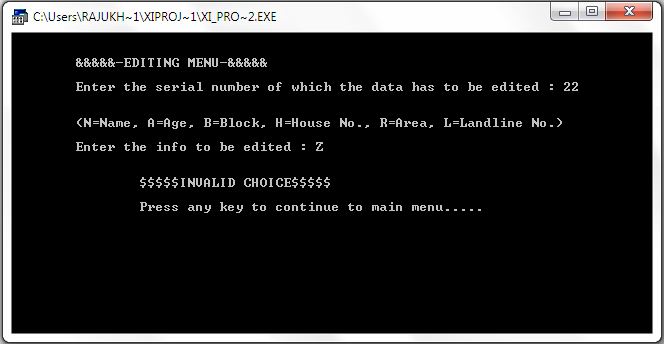 C:\Users\RAJUKH~1\XIPROJ~1\XI_PRO~2.EXE
&&&&&-EDITING MENU-&&&&&
Enter the serial number of which the data has to be edited : 22
(N=Name, A=Age, B=Block, H=House No., R=Area, L=Landline No.)
Enter the info to be edited : Z
$$$$$INVALID CHOICE$$$$$
Press any key to continue to main menu.....